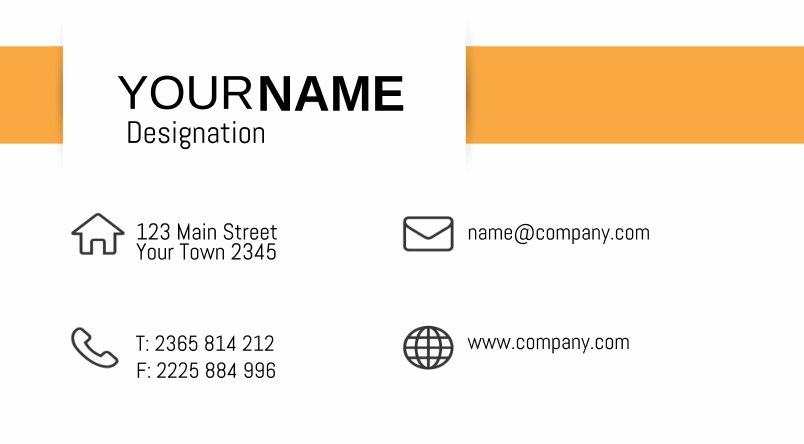 YOURNAME
Designation
123 Main Street
Your Town 2345
name@company.com
T: 2365 814 212
F: 2225 884 996
www.company.com